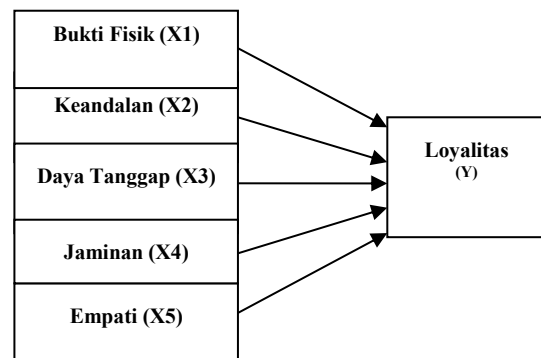 Bukti Fisik (X1)
Keandalan (X2)
Daya Tanggap (X3)
Jaminan (X4)
Empati (X5)
Loyalitas
(Y)